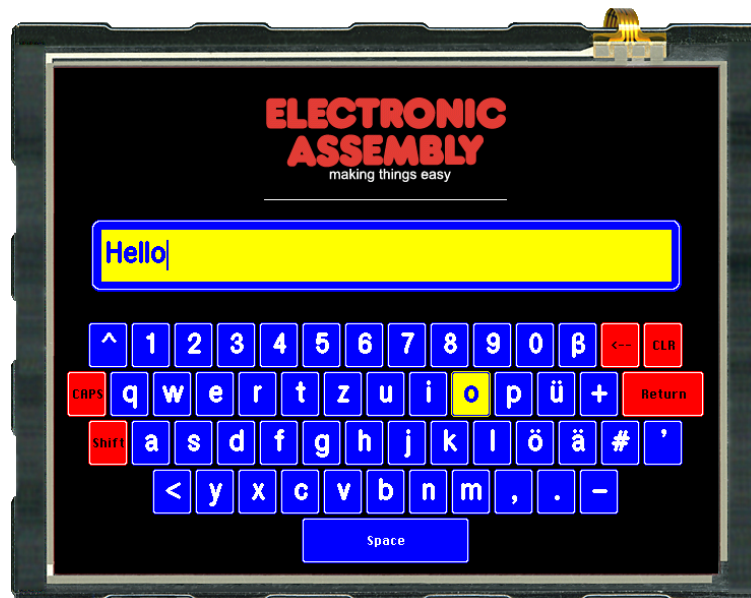 ELECTRONIC
ASSEMBLY
making things easy
Hello
^ 1 2 3 4 5 6 7 8 9 0 β <-- CLR
CAPS q w e r t z u i o p ü + Return
Shift a s d f g h j k l ö ä # '
< y x c v b n m , . -
Space